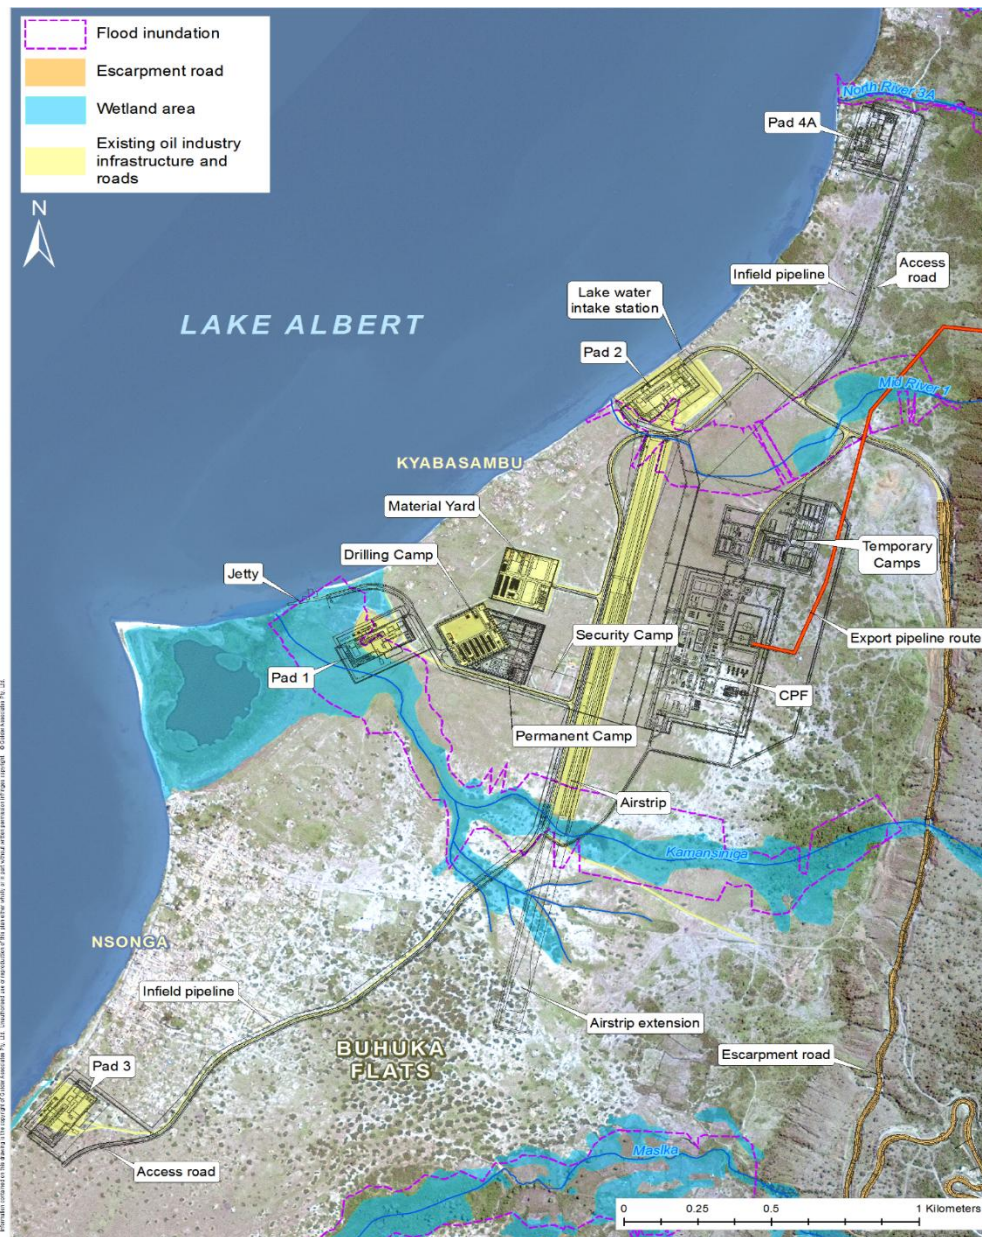 Flood inundation
Escarpment road
Wetland area
Existing oil industry
infrastructure and
roads
N
LAKE ALBERT
North River 3A
Pad 4A
Infield pipeline
Access
road
Lake water
intake station
Pad 2
Mid River 1
KYABASAMBU
Material Yard
Drilling Camp
Jetty
Temporary
Camps
Security Camp
Export pipeline route
Pad 1
CPF
Permanent Camp
Airstrip
Kamansiniga
NSONGA
Infield pipeline
Airstrip extension
BUHUKA
FLATS
Escarpment road
Pad 3
Access road
Masika
0 0.25 0.5 1 Kilometers